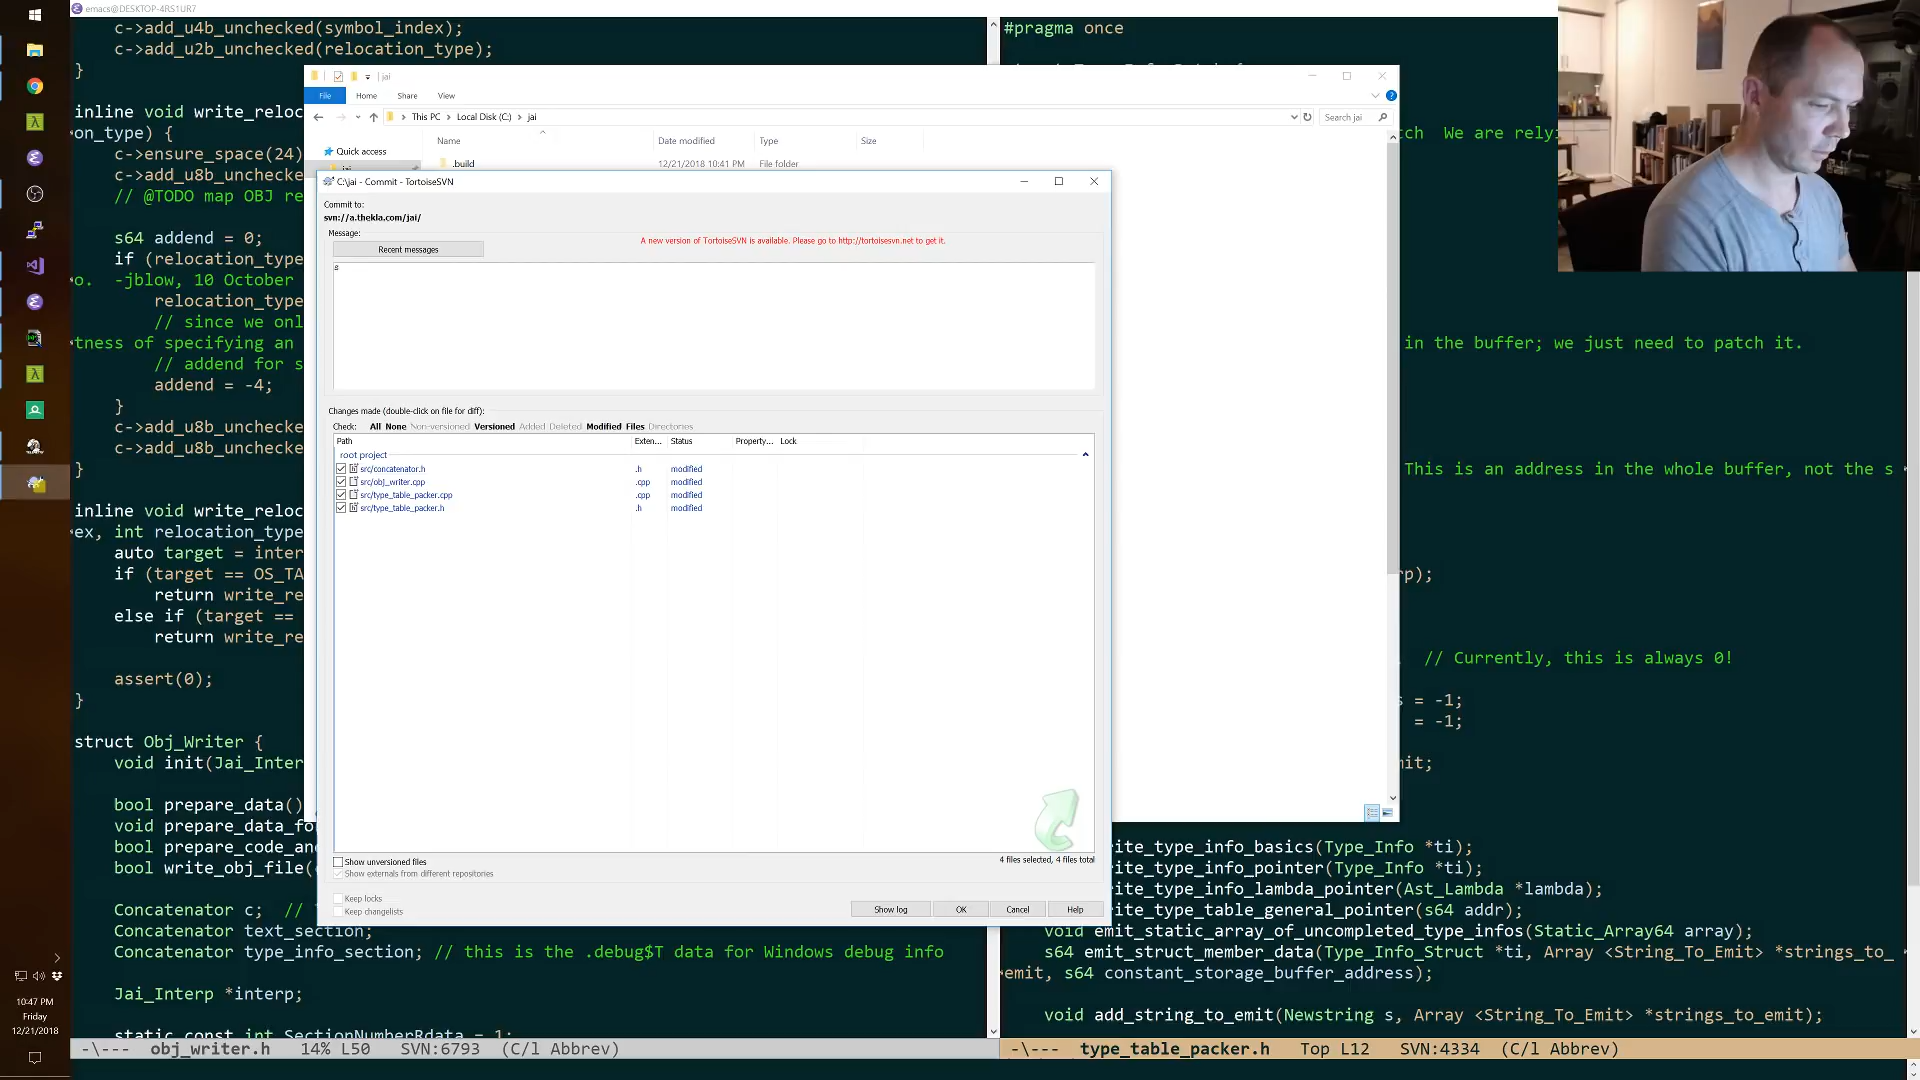 emacs@DESKTOP-4RS1UR7
c->add_u4b_unchecked(symbol_index);
c->add_u2b_unchecked(relocation_type);
}
inline void write_relo
on_type) {
c->ensure_space(24)
c->add_u8b_unchecke
// @TODO map OBJ re
s64 addend = 0;
if (relocation_type
o. -jblow, 10 October
relocation_type
// since we onl
tness of specifying an
// addend for s
addend = -4;
}
c->add_u8b_unchecke
c->add_u8b_unchecke
}
inline void write_reloc
ex, int relocation_type
auto target = inter
if (target == OS_TA
return write_re
else if (target ==
return write_re
assert(0);
}
struct Obj_Writer {
void init(Jai_Inter
bool prepare_data()
void prepare_data_fo
bool prepare_code_an
bool write_obj_file(
Concatenator c; //
Concatenator text_section;
Concatenator type_info_section; // this is the .debug$T data for Windows debug info
Jai_Interp *interp;
static const int SectionNumberRdata = 1;
-\--- obj_writer.h 14% L50 SVN:6793 (C/l Abbrev)
jai
File Home Share View
This PC > Local Disk (C:) > jai
Search jai
Name Date modified Type Size
Quick access
.build 12/21/2018 10:41 PM File folder
C:\jai - Commit - TortoiseSVN
Commit to:
svn://a.thekla.com/jai/
Message:
Recent messages
A new version of TortoiseSVN is available. Please go to http://tortoisesvn.net to get it.
s
Changes made (double-click on file for diff):
Check: All None Non-versioned Versioned Added Deleted Modified Files Directories
Path Exten... Status Property... Lock
root project
src/concatenator.h .h modified
src/obj_writer.cpp .cpp modified
src/type_table_packer.cpp .cpp modified
src/type_table_packer.h .h modified
4 files selected, 4 files total
Show unversioned files
Show externals from different repositories
Keep locks
Keep changelists
Show log OK Cancel Help
#pragma once
tch We are relyi
in the buffer; we just need to patch it.
This is an address in the whole buffer, not the s
rp);
// Currently, this is always 0!
s = -1;
= -1;
mit;
rite_type_info_basics(Type_Info *ti);
rite_type_info_pointer(Type_Info *ti);
rite_type_info_lambda_pointer(Ast_Lambda *lambda);
rite_type_table_general_pointer(s64 addr);
void emit_static_array_of_uncompleted_type_infos(Static_Array64 array);
s64 emit_struct_member_data(Type_Info_Struct *ti, Array <String_To_Emit> *strings_to_
emit, s64 constant_storage_buffer_address);
void add_string_to_emit(Newstring s, Array <String_To_Emit> *strings_to_emit);
-\--- type_table_packer.h Top L12 SVN:4334 (C/l Abbrev)
10:47 PM
Friday
12/21/2018